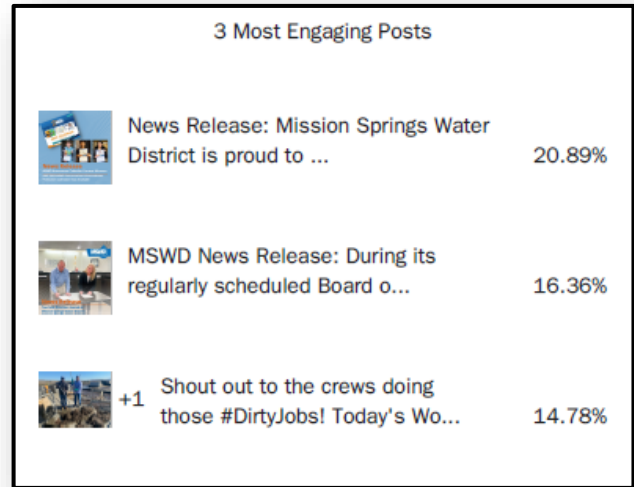 3 Most Engaging Posts
News Release: Mission Springs Water
District is proud to ...
20.89%
MSWD News Release: During its
regularly scheduled Board o...
16.36%
+1
Shout out to the crews doing
those #DirtyJobs! Today's Wo...
14.78%